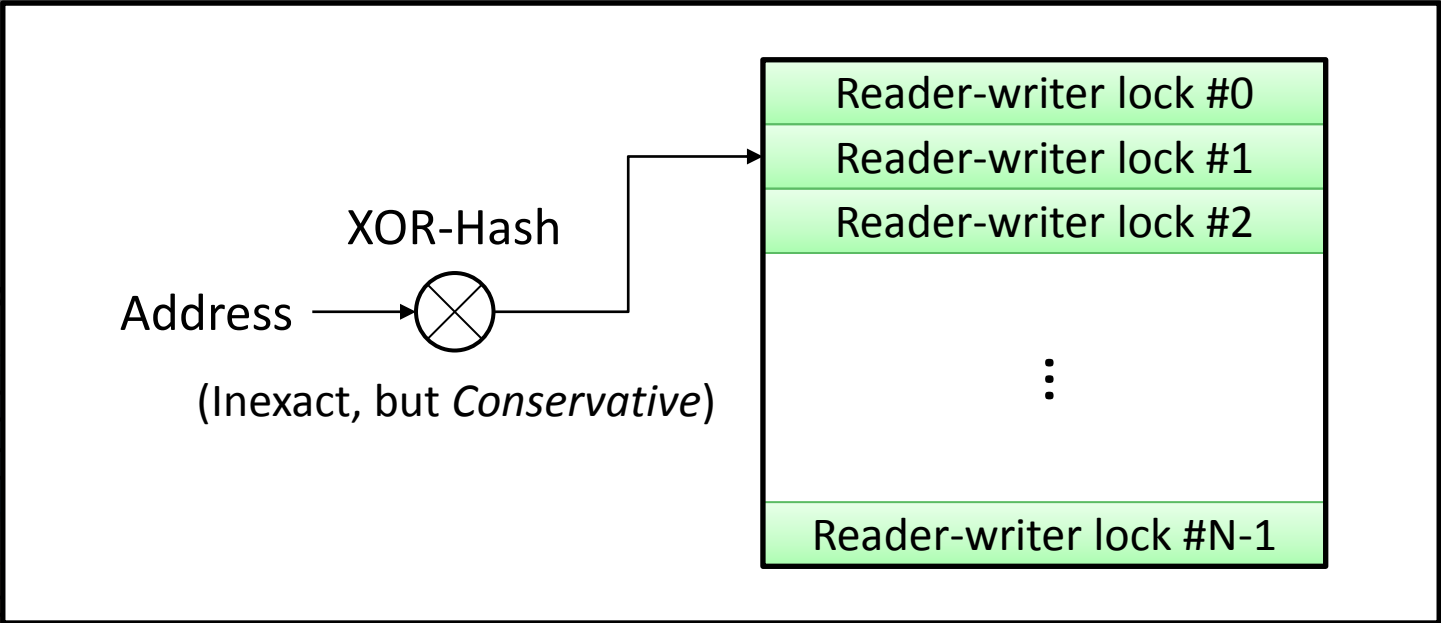 Reader-writer lock #0
Reader-writer lock #1
Reader-writer lock #2
XOR-Hash
Address
(Inexact, but Conservative)
⋮
Reader-writer lock #N-1